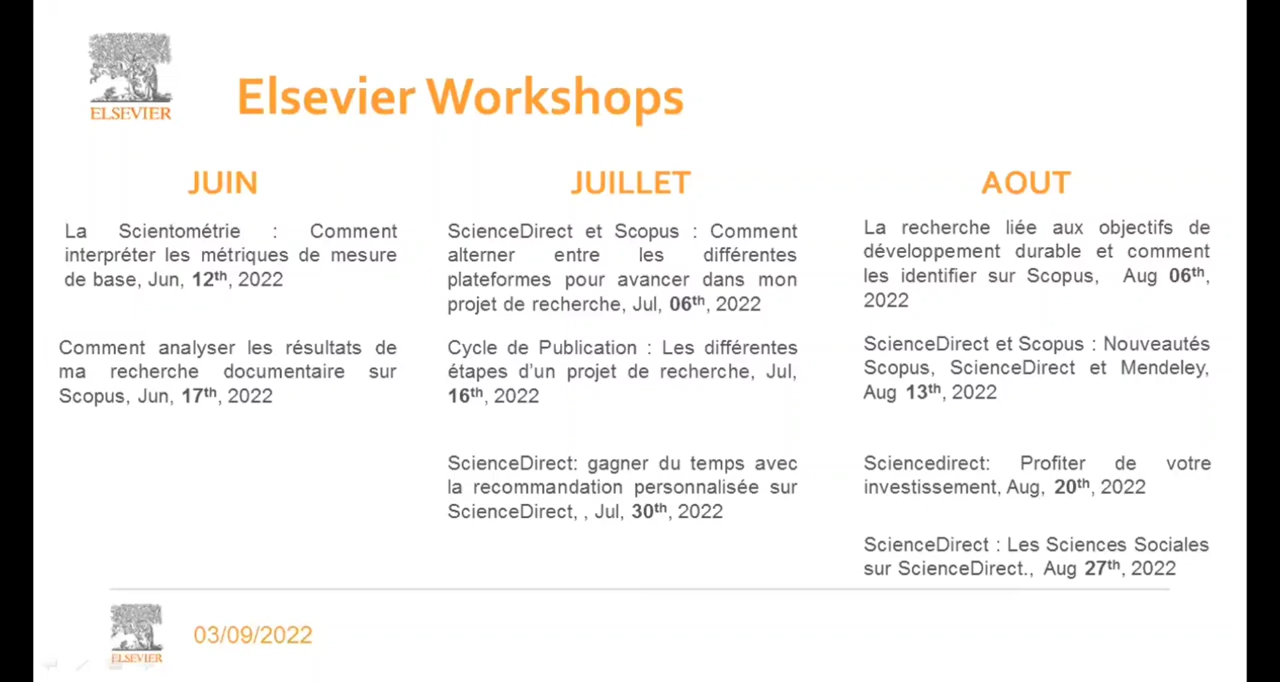 ELSEVIER
Elsevier Workshops
JUIN
La Scientométrie : Comment
interpréter les métriques de mesure
de base, Jun, 12th, 2022
Comment analyser les résultats de
ma recherche documentaire sur
Scopus, Jun, 17th, 2022
JUILLET
ScienceDirect et Scopus : Comment
alterner entre les différentes
plateformes pour avancer dans mon
projet de recherche, Jul, 06th, 2022
Cycle de Publication : Les différentes
étapes d'un projet de recherche, Jul,
16th, 2022
ScienceDirect: gagner du temps avec
la recommandation personnalisée sur
ScienceDirect, , Jul, 30th, 2022
AOUT
La recherche liée aux objectifs de
développement durable et comment
les identifier sur Scopus, Aug 06th,
2022
ScienceDirect et Scopus : Nouveautés
Scopus, ScienceDirect et Mendeley,
Aug 13th, 2022
Sciencedirect: Profiter de votre
investissement, Aug, 20th, 2022
ScienceDirect : Les Sciences Sociales
sur ScienceDirect., Aug 27th, 2022
ELSEVIER
03/09/2022